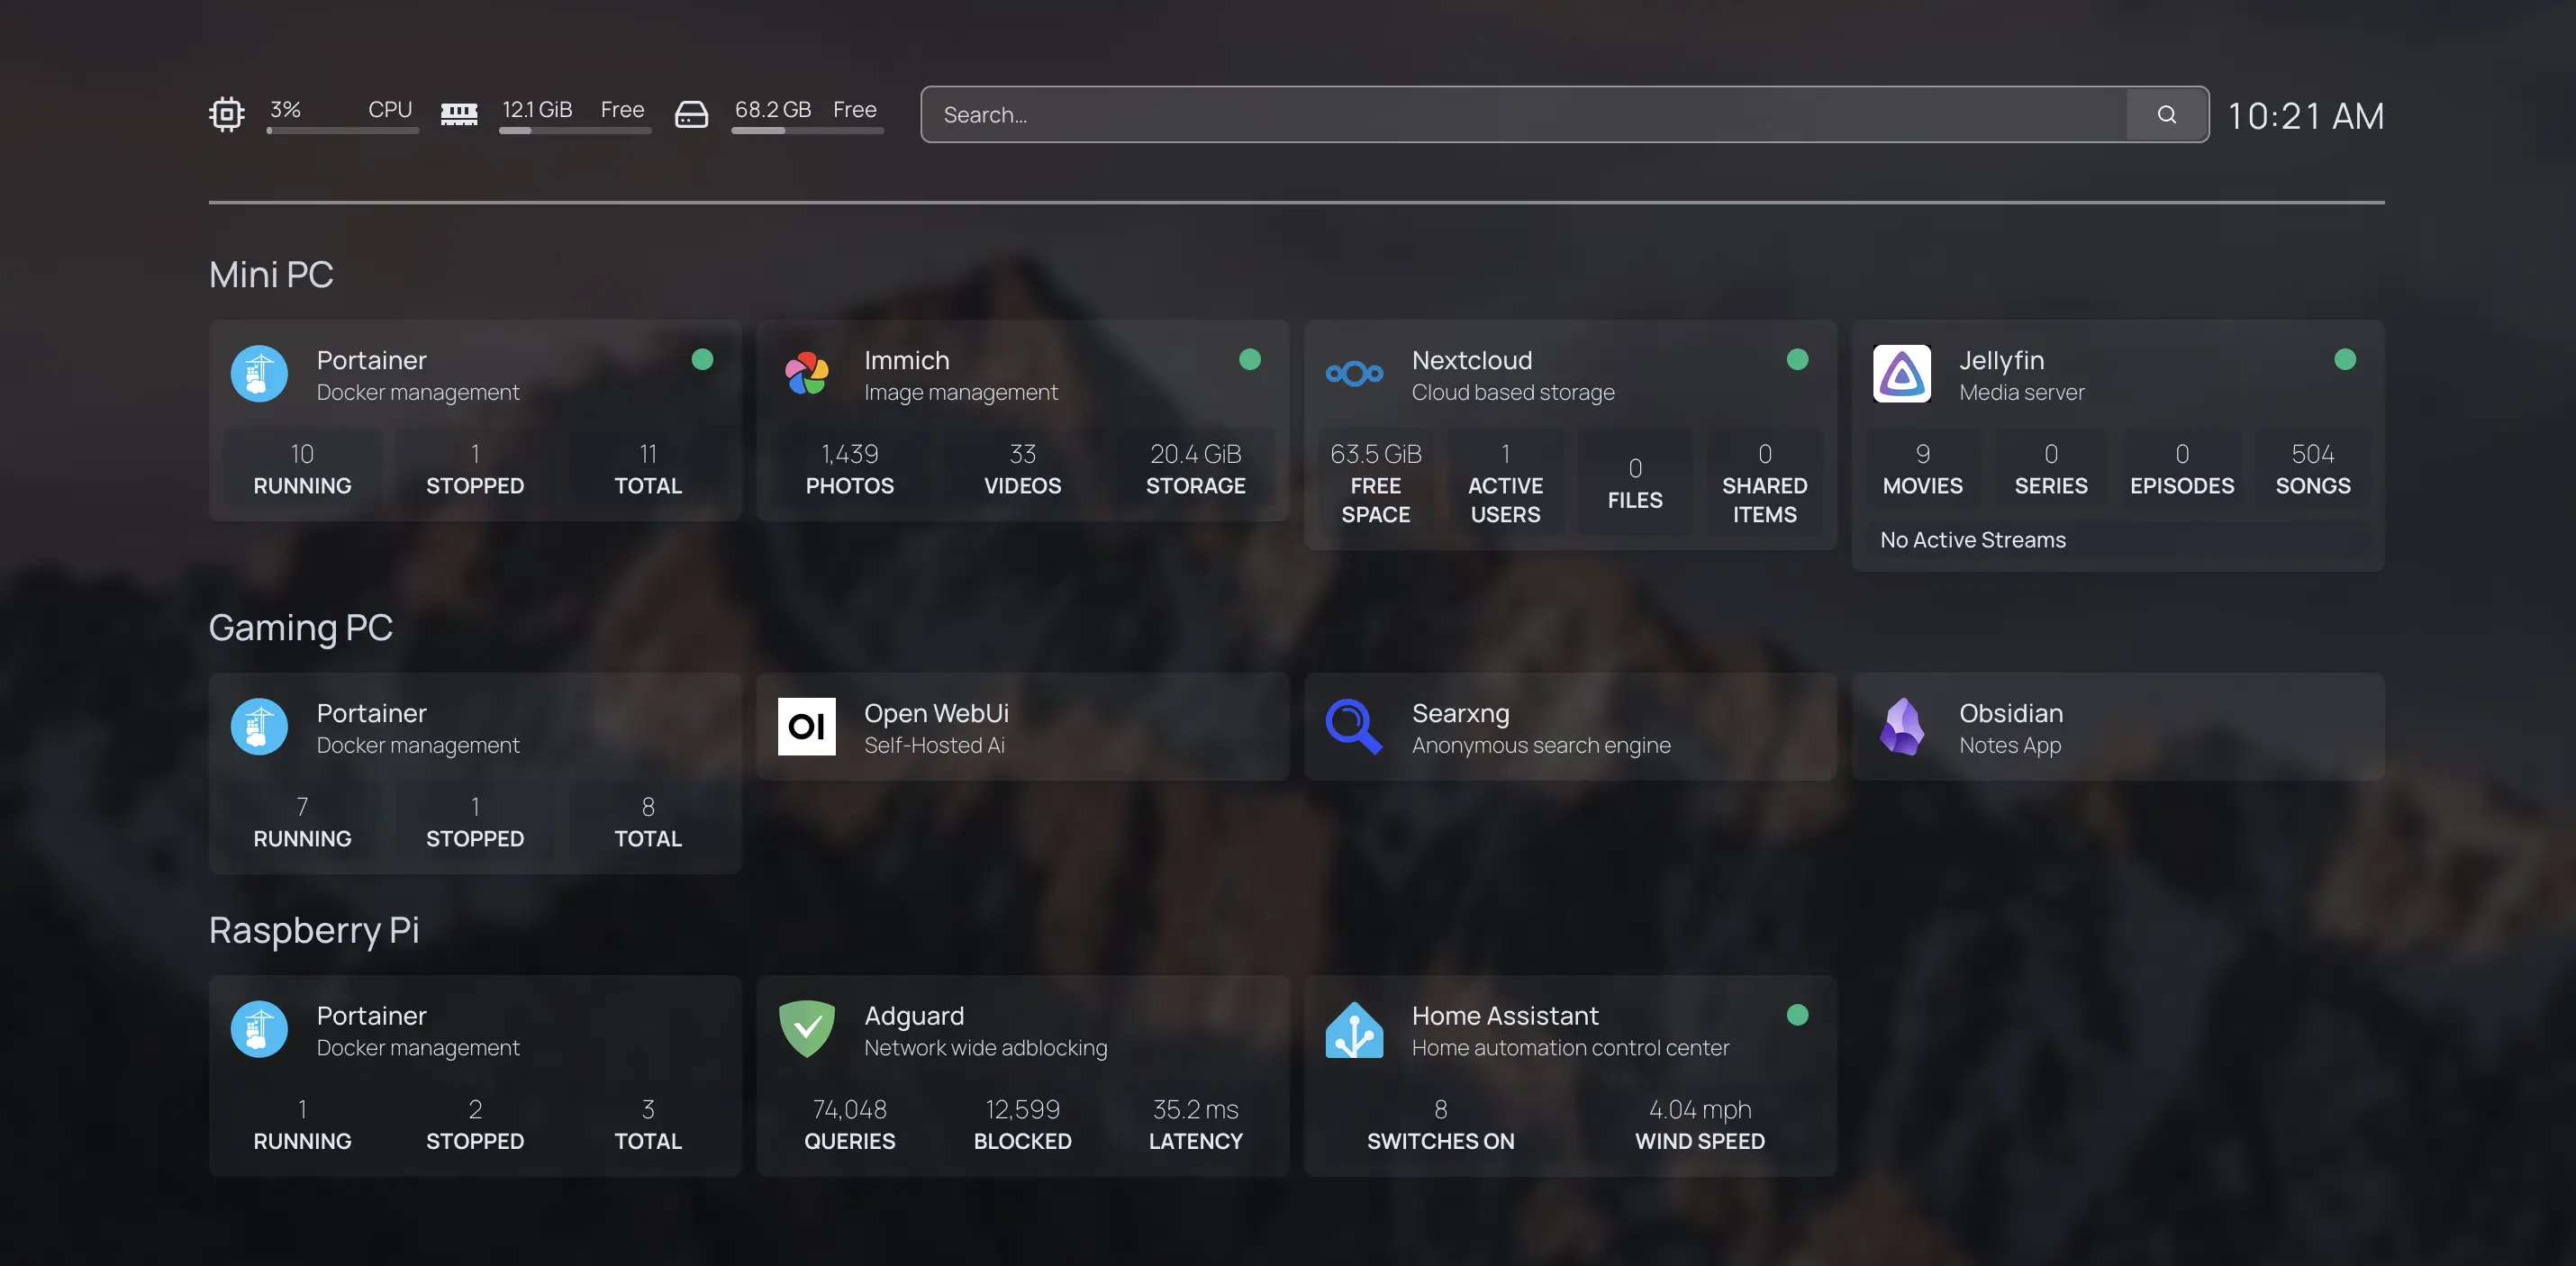 3% CPU 12.1 GiB Free 68.2 GB Free Search... 10:21 AM
Mini PC
Portainer
Docker management
10 1 11
RUNNING STOPPED TOTAL
Immich
Image management
1,439 33 20.4 GiB
PHOTOS VIDEOS STORAGE
Nextcloud
Cloud based storage
63.5 GiB 1 0 0
FREE SPACE ACTIVE USERS FILES SHARED ITEMS
Jellyfin
Media server
9 0 0 504
MOVIES SERIES EPISODES SONGS
No Active Streams
Gaming PC
Portainer
Docker management
7 1 8
RUNNING STOPPED TOTAL
OI
Open WebUi
Self-Hosted Ai
Searxng
Anonymous search engine
Obsidian
Notes App
Raspberry Pi
Portainer
Docker management
1 2 3
RUNNING STOPPED TOTAL
Adguard
Network wide adblocking
74,048 12,599 35.2 ms
QUERIES BLOCKED LATENCY
Home Assistant
Home automation control center
8 4.04 mph
SWITCHES ON WIND SPEED